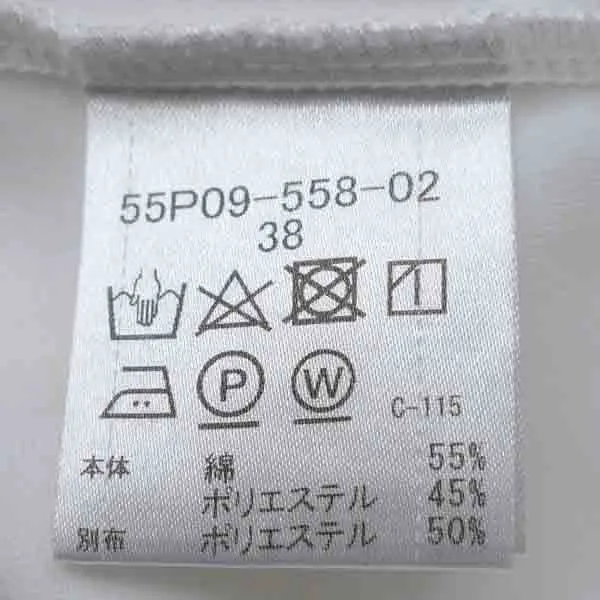 55P09-558-02
38
P W C-115
本体 綿 55%
ポリエステル 45%
別布 ポリエステル 50%